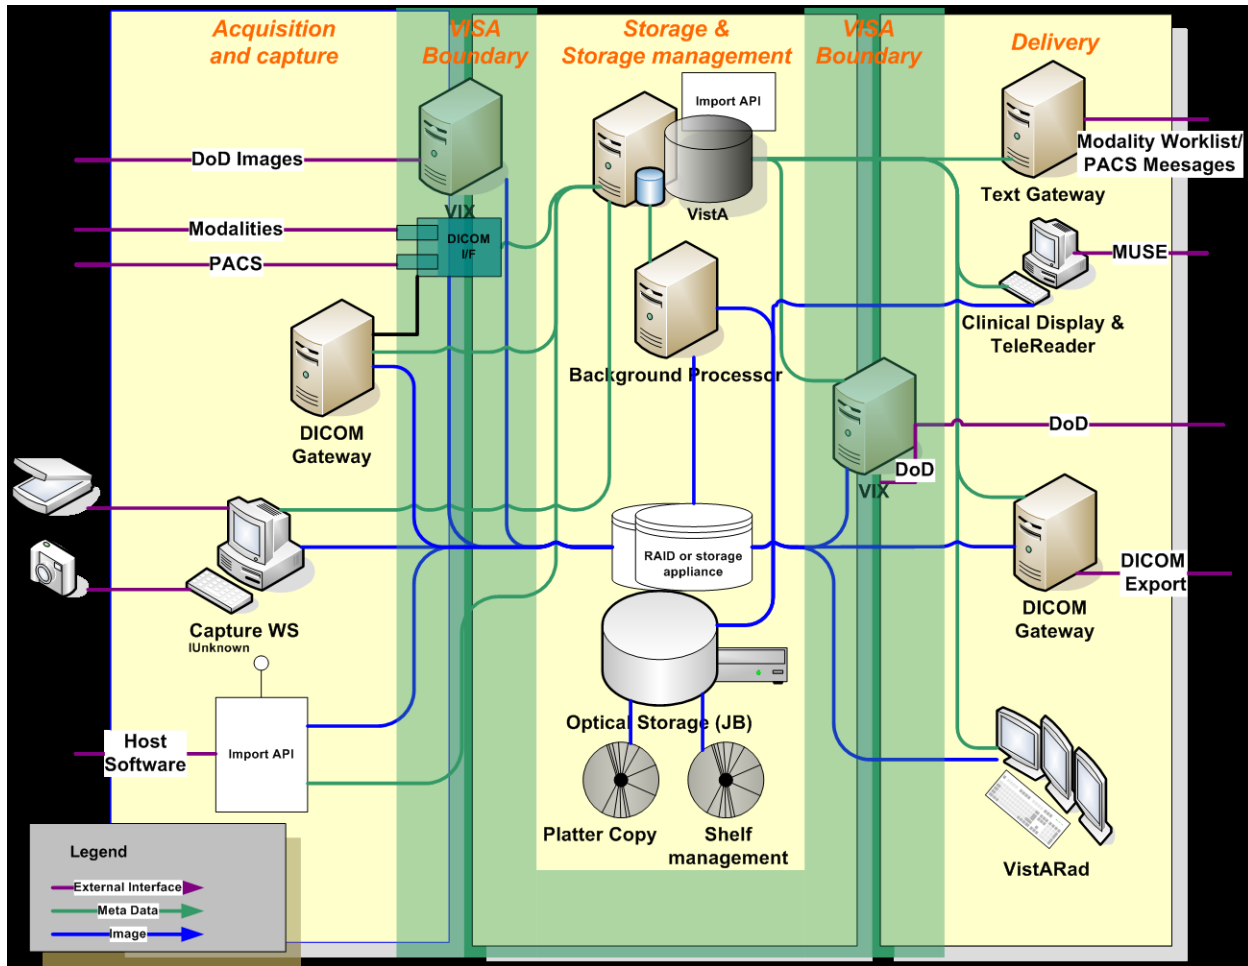 Acquisition
and capture
VISA
Boundary
Storage &
Storage management
VISA
Boundary
Delivery
Import API
DoD Images
VIX
Modalities
DICOM
I/F
PACS
VistA
Modality Worklist/
PACS Meesages
Text Gateway
MUSE
Clinical Display &
TeleReader
Background Processor
DICOM
Gateway
DoD
DoD
VIX
RAID or storage
appliance
DICOM
Export
DICOM
Gateway
Capture WS
IUnknown
Optical Storage (JB)
Host
Software
Import API
Platter Copy
Shelf
management
VistARad
Legend
External Interface
Meta Data
Image